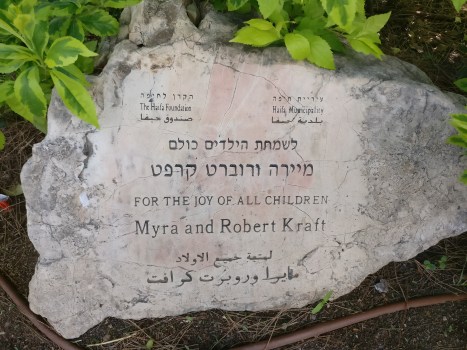 הקרן לחיפה
The Haifa Foundation
صندوق حيفا
עיריית חיפה
Haifa Municipality
بلدية حيفا
לשמחת הילדים כולם
מיירה ורוברט קרפט
FOR THE JOY OF ALL CHILDREN
Myra and Robert Kraft
لبهجة جميع الاولاد
مايرا وروبرت كرافت